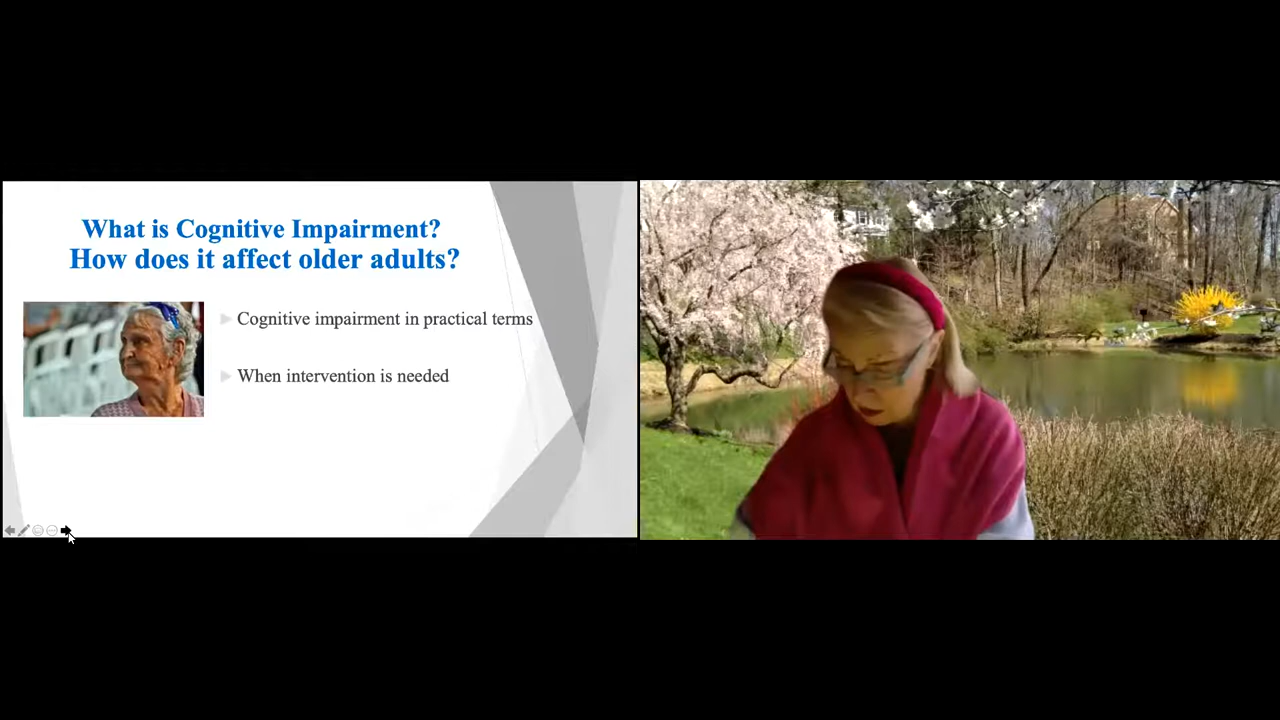 What is Cognitive Impairment?
How does it affect older adults?
Cognitive impairment in practical terms
When intervention is needed